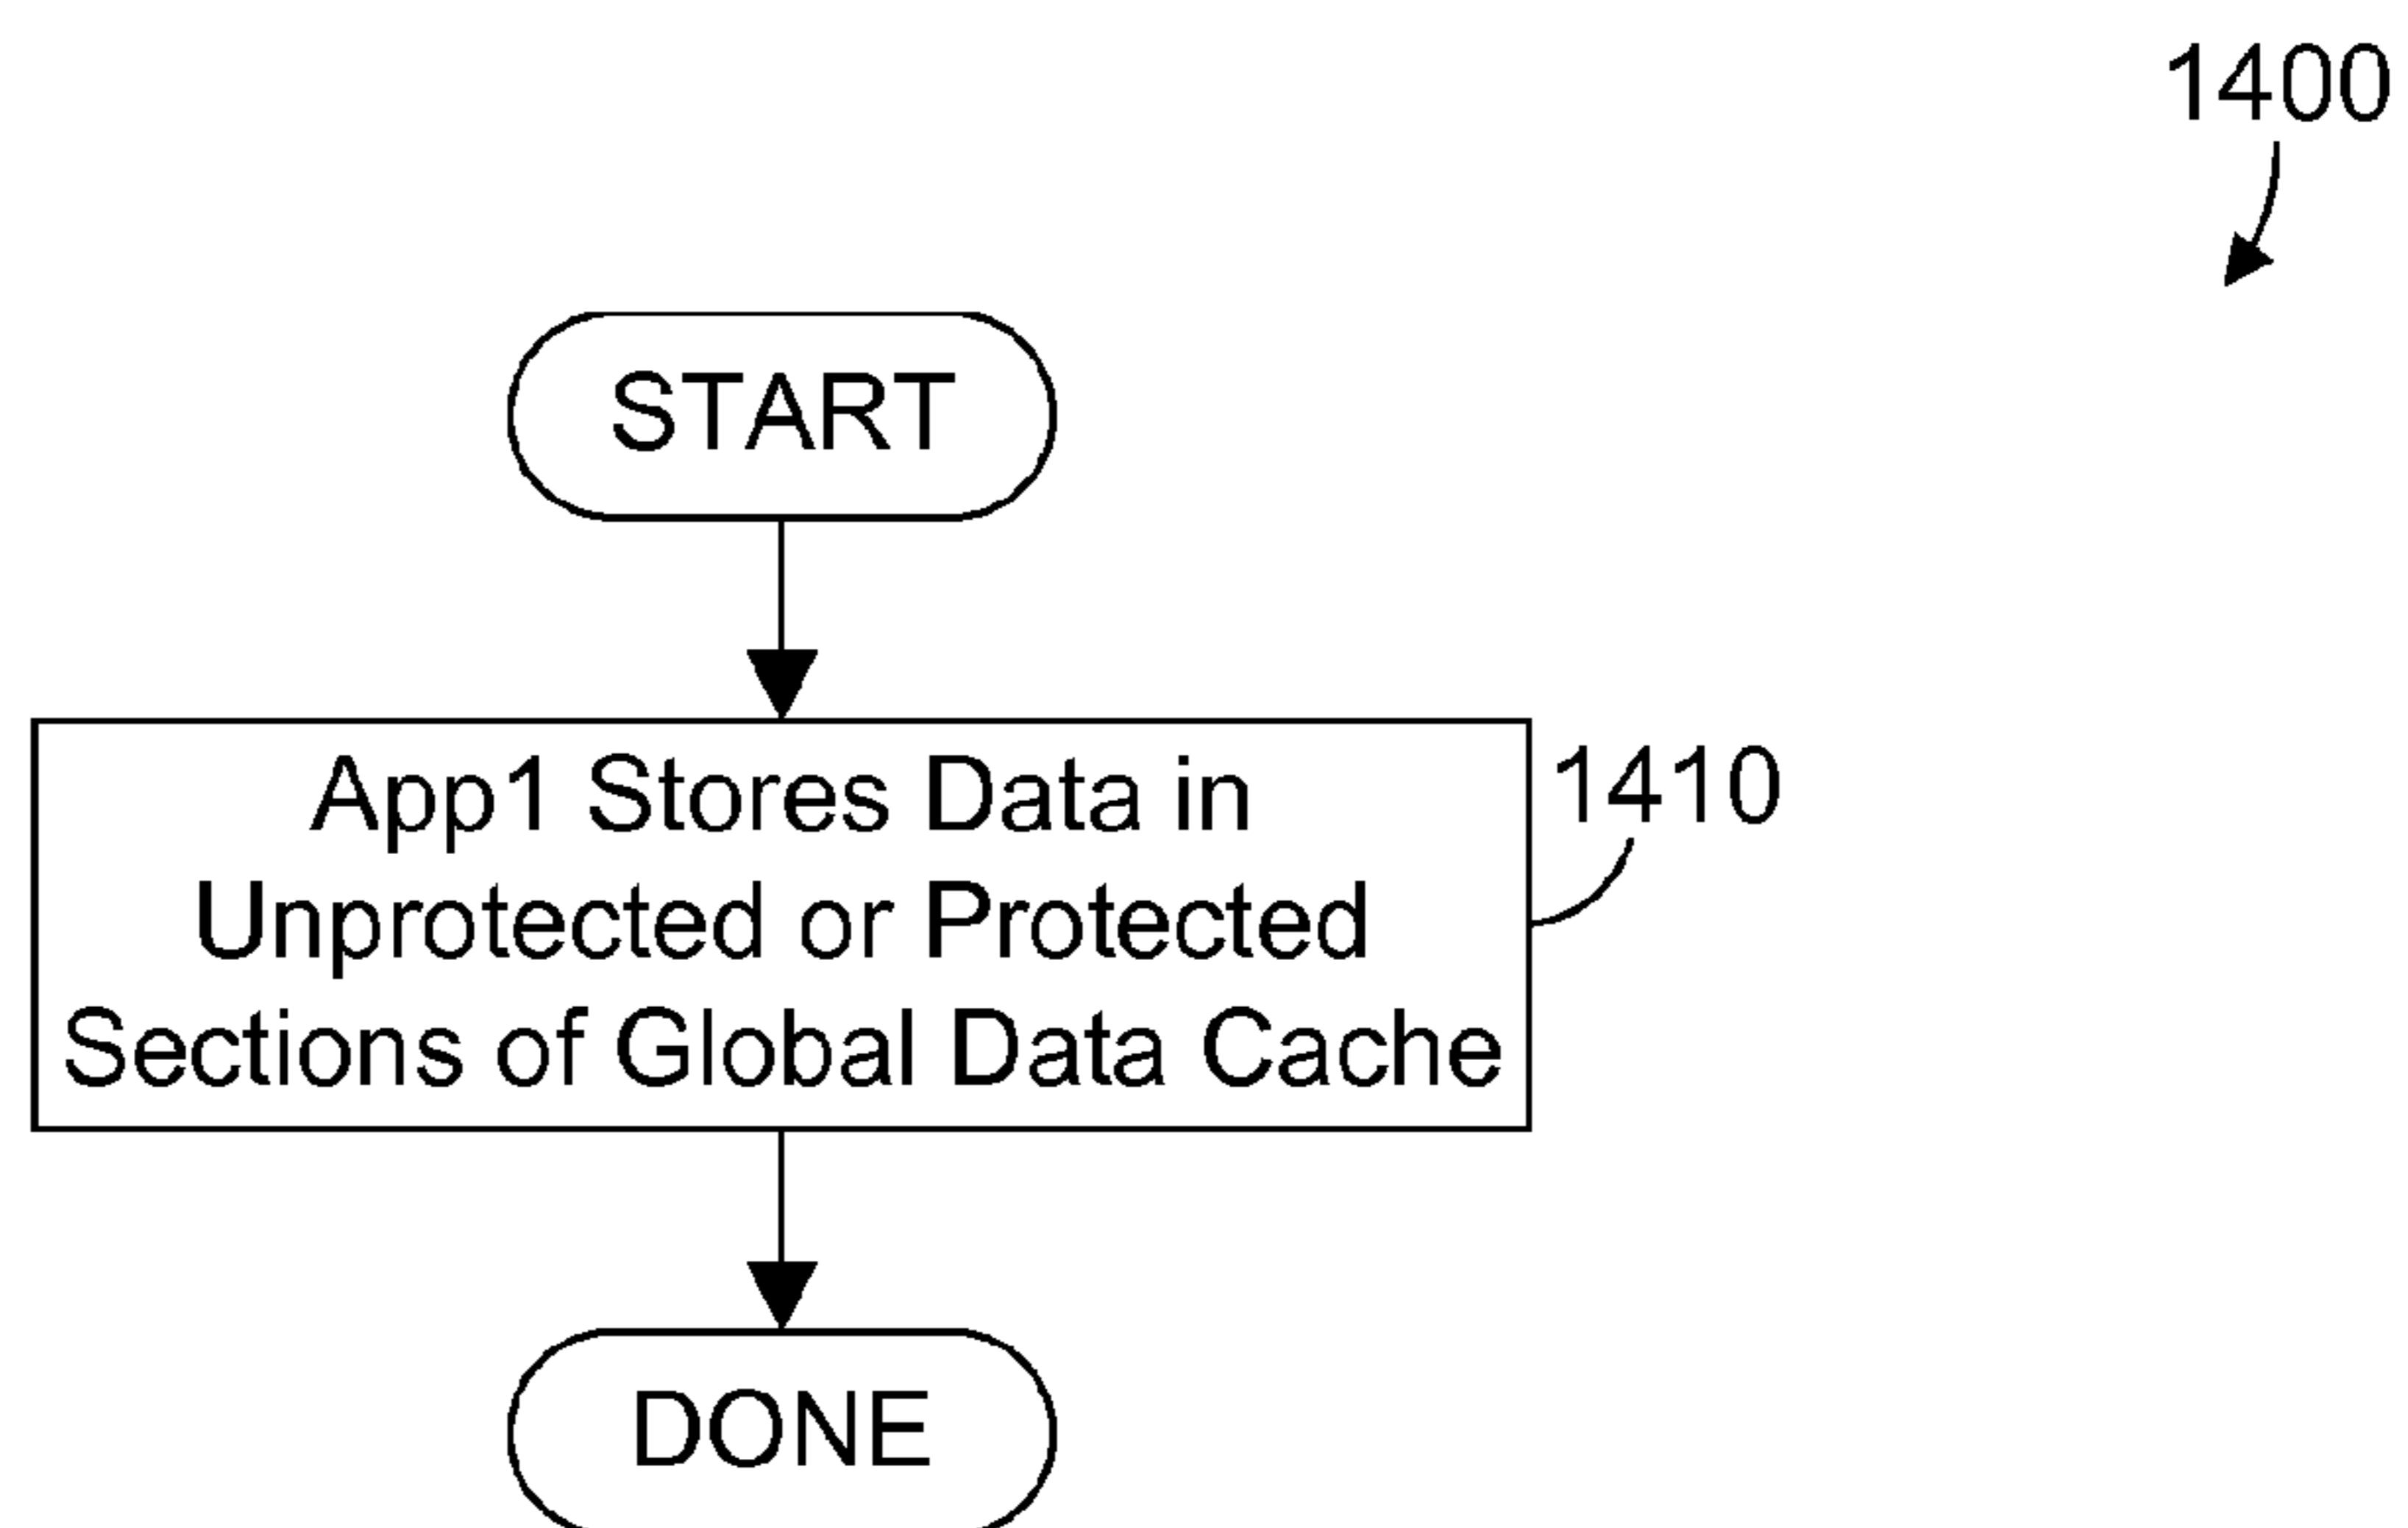 1400
START
App1 Stores Data in
1410
Unprotected or Protected
Sections of Global Data Cache
DONE